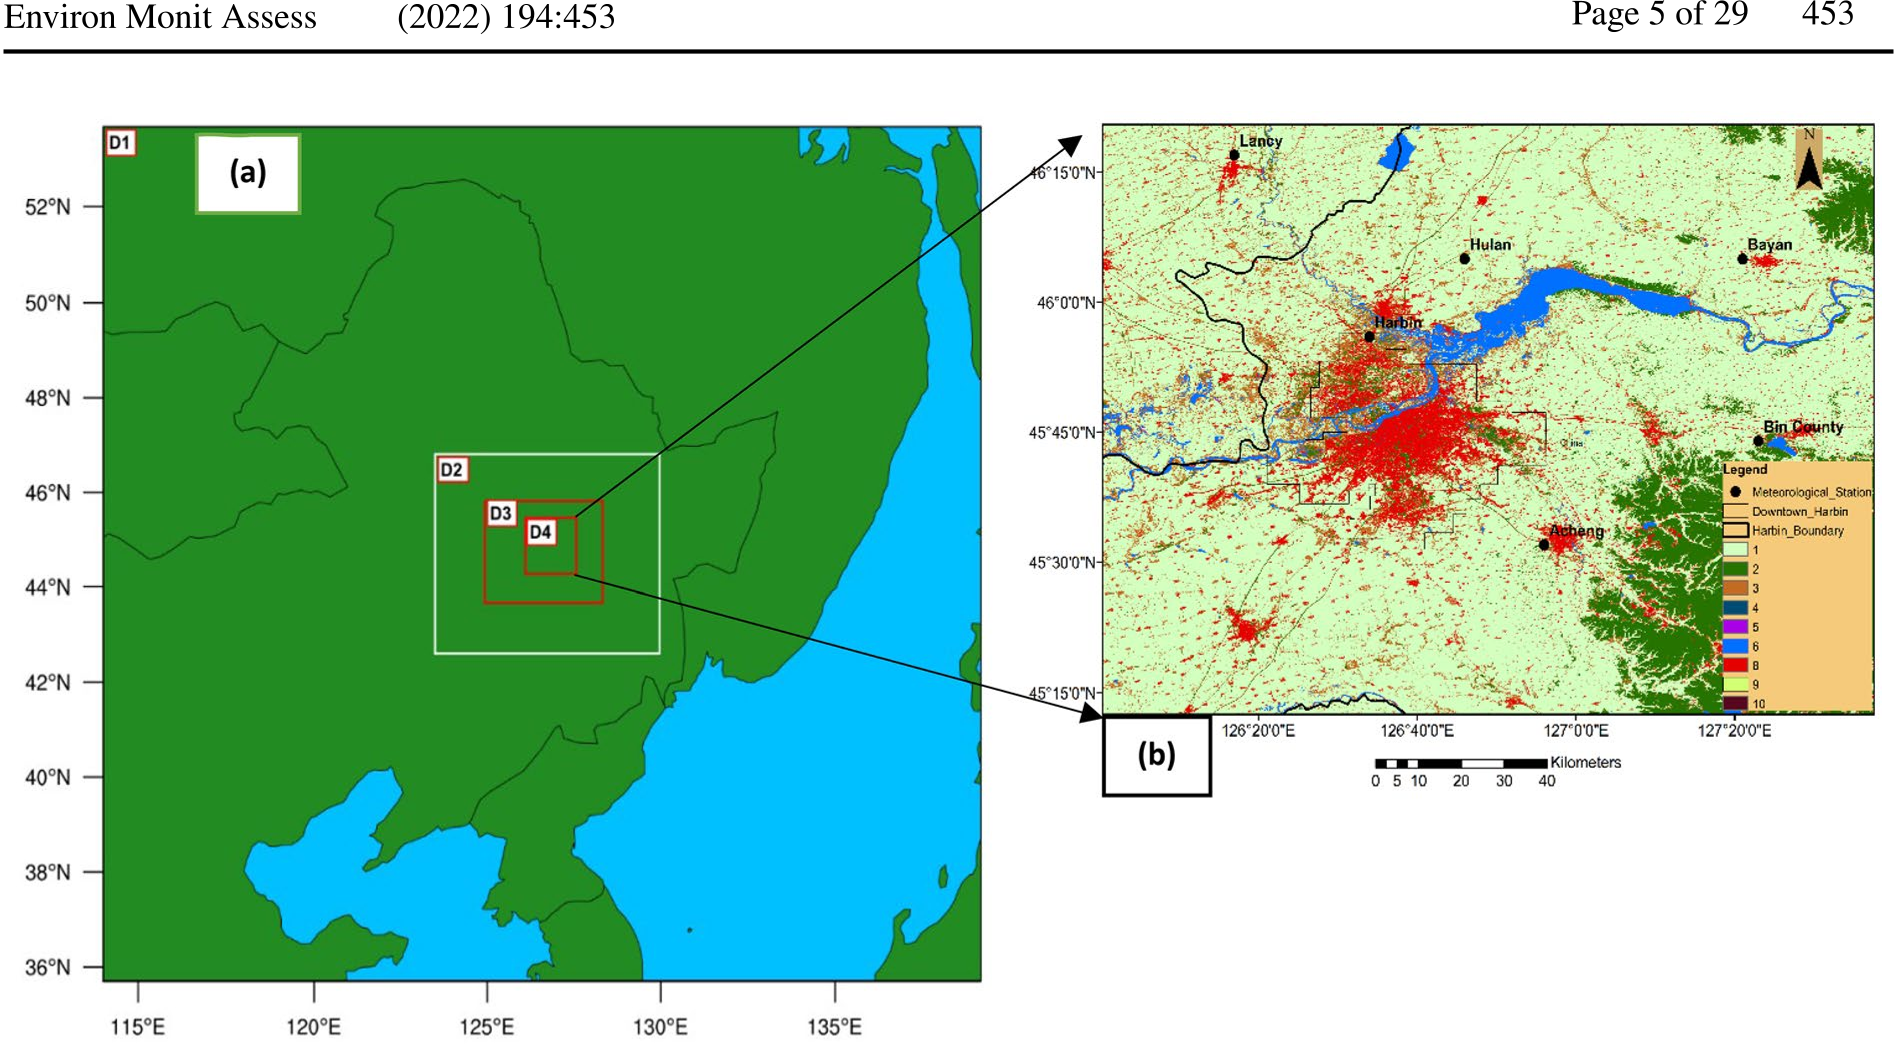 Environ Monit Assess (2022) 194:453 Page 5 of 29 453
D1
(a)
52°N
50°N
48°N
46°N
44°N
42°N
40°N
38°N
36°N
D2
D3
D4
115°E 120°E 125°E 130°E 135°E
Lancy
N
46°15'0"N
Hulan
Bayan
46°0'0"N
Harbin
45°45'0"N
Bin County
Legend
Meteorological_Station
Downtown_Harbin
Harbin_Boundary
1
2
3
4
5
6
8
9
10
Acheng
45°30'0"N
45°15'0"N
(b)
126°20'0"E 126°40'0"E 127°0'0"E 127°20'0"E
Kilometers
0 5 10 20 30 40